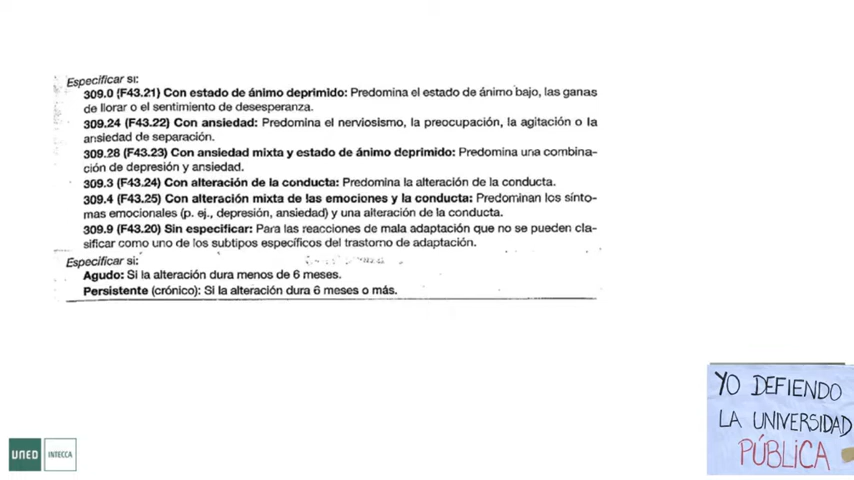 Especificar si:
309.0 (F43.21) Con estado de ánimo deprimido: Predomina el estado de ánimo bajo, las ganas
de llorar o el sentimiento de desesperanza.
309.24 (F43.22) Con ansiedad: Predomina el nerviosismo, la preocupación, la agitación o la
ansiedad de separación.
309.28 (F43.23) Con ansiedad mixta y estado de ánimo deprimido: Predomina una combina-
ción de depresión y ansiedad.
309.3 (F43.24) Con alteración de la conducta: Predomina la alteración de la conducta.
309.4 (F43.25) Con alteración mixta de las emociones y la conducta: Predominan los sínto-
mas emocionales (p. ej., depresión, ansiedad) y una alteración de la conducta.
309.9 (F43.20) Sin especificar: Para las reacciones de mala adaptación que no se pueden cla-
sificar como uno de los subtipos específicos del trastorno de adaptación.
Especificar si:
Agudo: Si la alteración dura menos de 6 meses.
Persistente (crónico): Si la alteración dura 6 meses o más.
YO DEFIENDO
LA UNIVERSIDAD
PÚBLICA
UNED INTECCA